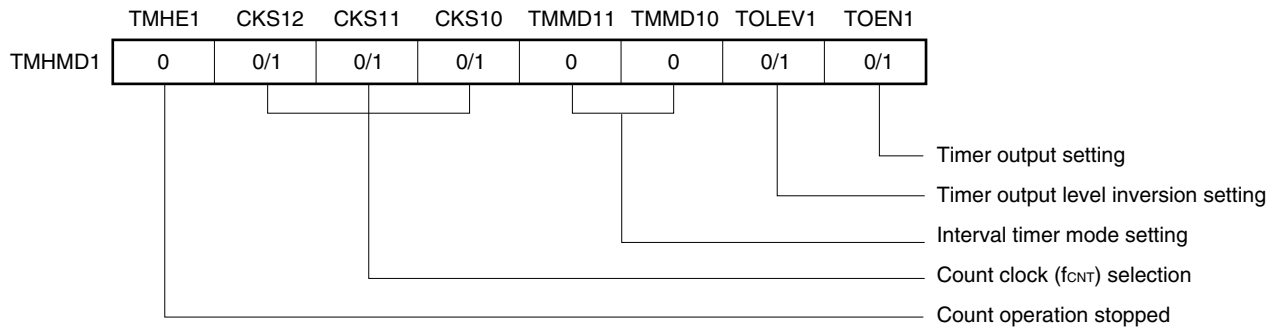 TMHE1 CKS12 CKS11 CKS10 TMMD11 TMMD10 TOLEV1 TOEN1
TMHMD1 0 0/1 0/1 0/1 0 0 0/1 0/1
Timer output setting
Timer output level inversion setting
Interval timer mode setting
Count clock (fCNT) selection
Count operation stopped